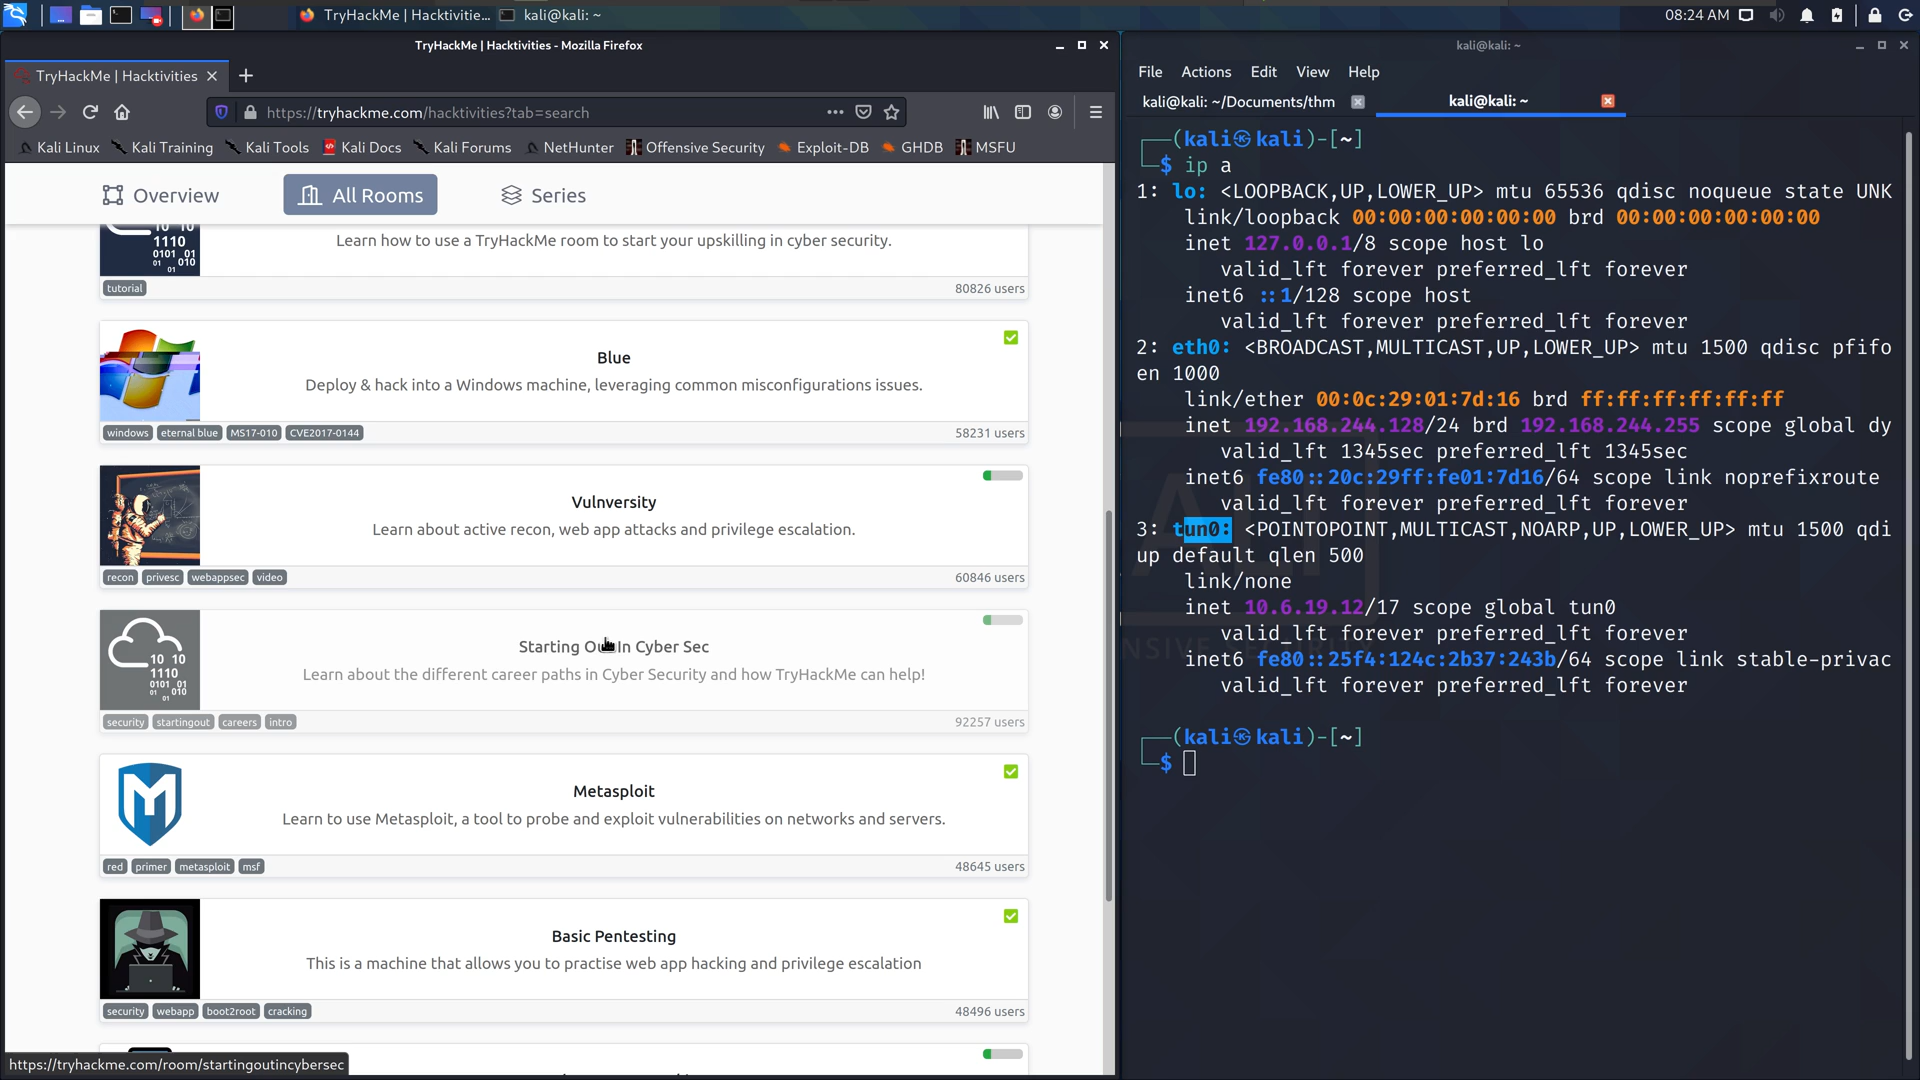 TryHackMe | Hacktivitie...
kali@kali: ~
08:24 AM
TryHackMe | Hacktivities - Mozilla Firefox
TryHackMe | Hacktivities
https://tryhackme.com/hacktivities?tab=search
Kali Linux
Kali Training
Kali Tools
Kali Docs
Kali Forums
NetHunter
Offensive Security
Exploit-DB
GHDB
MSFU
Overview
All Rooms
Series
Learn how to use a TryHackMe room to start your upskilling in cyber security.
tutorial
80826 users
Blue
Deploy & hack into a Windows machine, leveraging common misconfigurations issues.
windows
eternal blue
MS17-010
CVE2017-0144
58231 users
Vulnversity
Learn about active recon, web app attacks and privilege escalation.
recon
privesc
webappsec
video
60846 users
10 10
1110
0101 01
01 010
01
Starting Ou In Cyber Sec
Learn about the different career paths in Cyber Security and how TryHackMe can help!
security
startingout
careers
intro
92257 users
Metasploit
Learn to use Metasploit, a tool to probe and exploit vulnerabilities on networks and servers.
red
primer
metasploit
msf
48645 users
Basic Pentesting
This is a machine that allows you to practise web app hacking and privilege escalation
security
webapp
boot2root
cracking
48496 users
https://tryhackme.com/room/startingoutincybersec
kali@kali: ~
File Actions Edit View Help
kali@kali: ~/Documents/thm
kali@kali: ~
┌──(kali㉿kali)-[~]
└─$ ip a
1: lo: <LOOPBACK,UP,LOWER_UP> mtu 65536 qdisc noqueue state UNK
link/loopback 00:00:00:00:00:00 brd 00:00:00:00:00:00
inet 127.0.0.1/8 scope host lo
valid_lft forever preferred_lft forever
inet6 ::1/128 scope host
valid_lft forever preferred_lft forever
2: eth0: <BROADCAST,MULTICAST,UP,LOWER_UP> mtu 1500 qdisc pfifo
en 1000
link/ether 00:0c:29:01:7d:16 brd ff:ff:ff:ff:ff:ff
inet 192.168.244.128/24 brd 192.168.244.255 scope global dy
valid_lft 1345sec preferred_lft 1345sec
inet6 fe80::20c:29ff:fe01:7d16/64 scope link noprefixroute
valid_lft forever preferred_lft forever
3: tun0: <POINTOPOINT,MULTICAST,NOARP,UP,LOWER_UP> mtu 1500 qdi
up default qlen 500
link/none
inet 10.6.19.12/17 scope global tun0
valid_lft forever preferred_lft forever
inet6 fe80::25f4:124c:2b37:243b/64 scope link stable-privac
valid_lft forever preferred_lft forever
┌──(kali㉿kali)-[~]
└─$